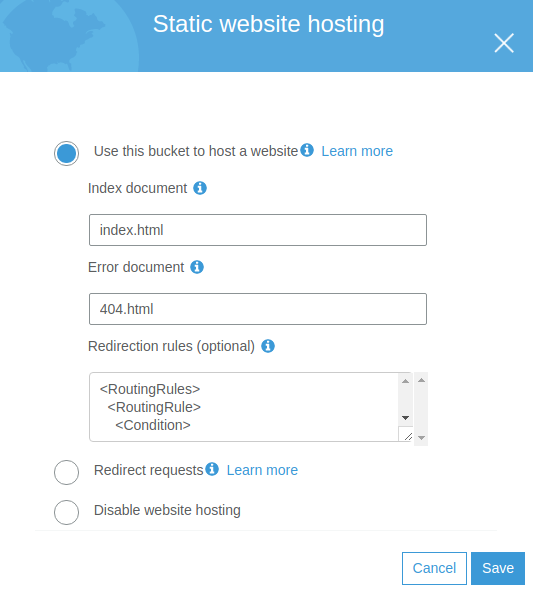 Static website hosting
Use this bucket to host a website Learn more
Index document
index.html
Error document
404.html
Redirection rules (optional)
<RoutingRules>
<RoutingRule>
<Condition>
Redirect requests Learn more
Disable website hosting
Cancel Save